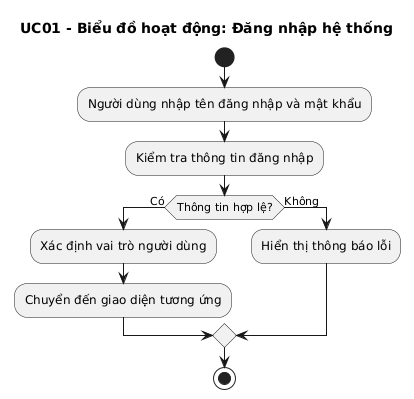 UC01 - Biểu đồ hoạt động: Đăng nhập hệ thống
Người dùng nhập tên đăng nhập và mật khẩu
Kiểm tra thông tin đăng nhập
Có
Thông tin hợp lệ?
Không
Xác định vai trò người dùng
Hiển thị thông báo lỗi
Chuyển đến giao diện tương ứng